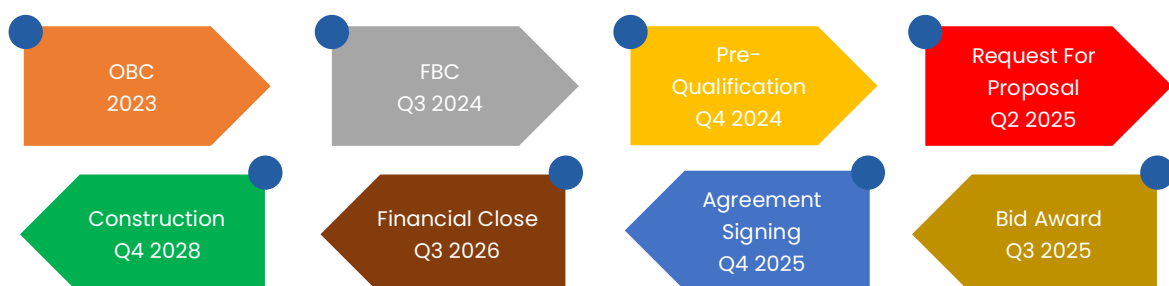 OBC
2023
FBC
Q3 2024
Pre-
Qualification
Q4 2024
Request For
Proposal
Q2 2025
Construction
Q4 2028
Financial Close
Q3 2026
Agreement
Signing
Q4 2025
Bid Award
Q3 2025